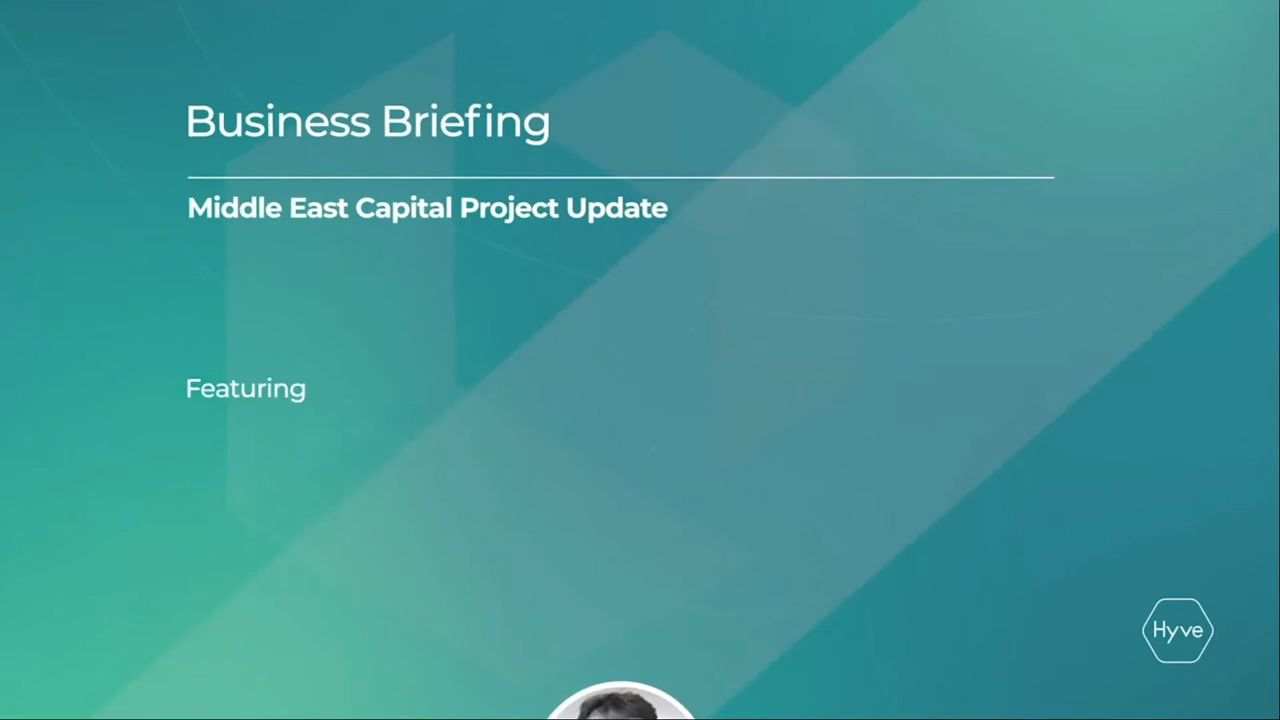 Business Briefing
Middle East Capital Project Update
Featuring
Hyve